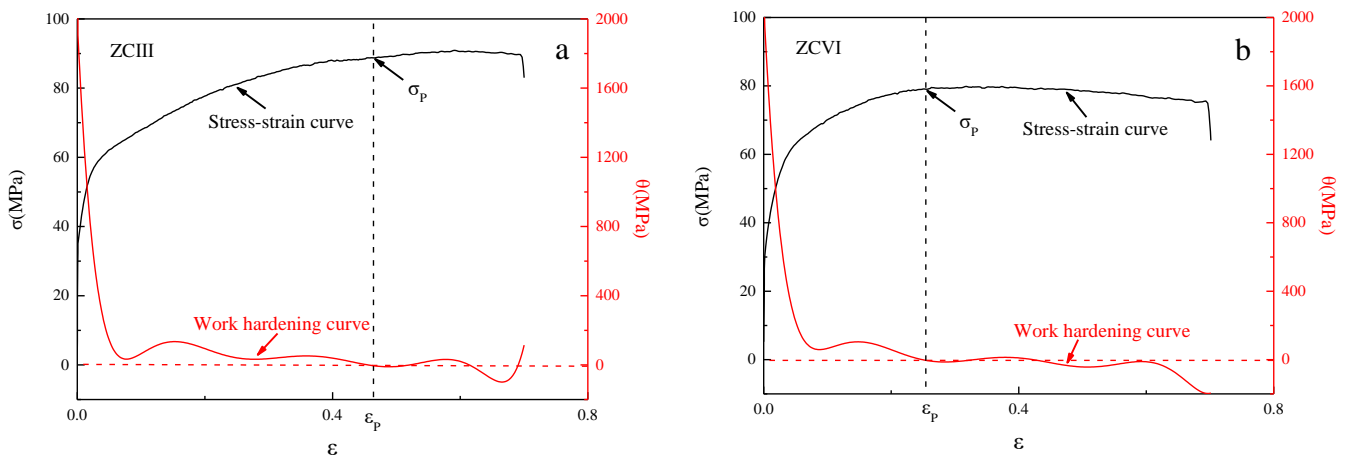 ZCIII
a
100
80
60
40
20
0
σ(MPa)
2000
1600
1200
800
400
0
θ(MPa)
σP
Stress-strain curve
Work hardening curve
0.0
0.4
εP
0.8
ε
ZCVI
b
100
80
60
40
20
0
σ(MPa)
2000
1600
1200
800
400
0
θ(MPa)
σP
Stress-strain curve
Work hardening curve
0.0
εP
0.4
0.8
ε